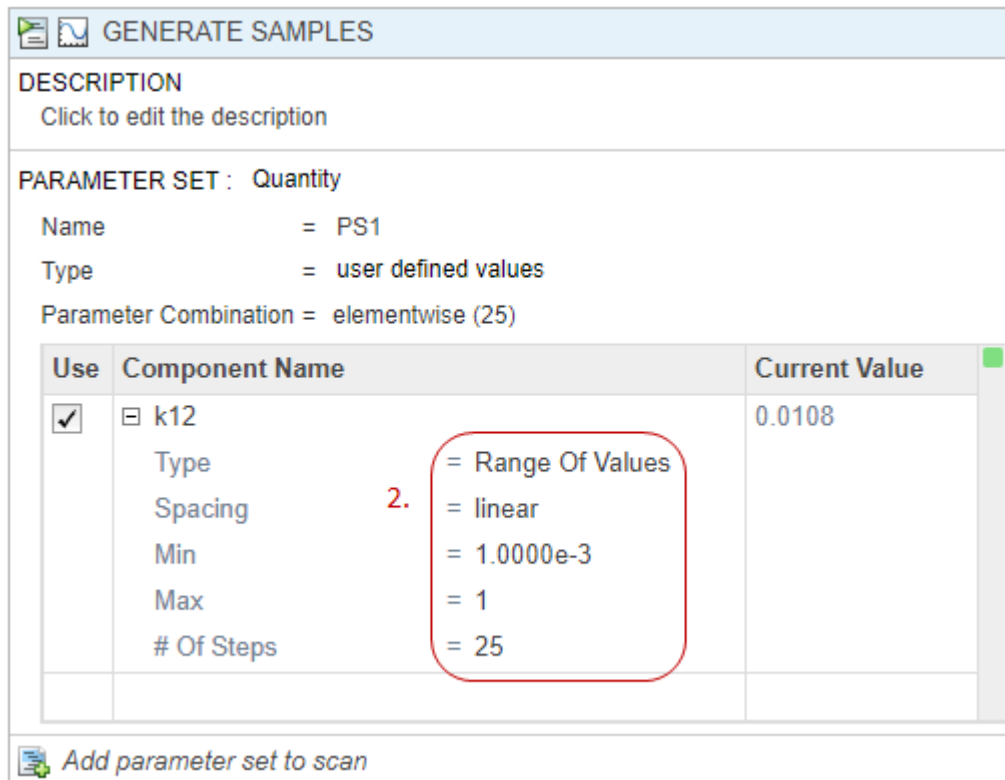 GENERATE SAMPLES
DESCRIPTION
Click to edit the description
PARAMETER SET : Quantity
Name = PS1
Type = user defined values
Parameter Combination = elementwise (25)
Use Component Name Current Value
k12 0.0108
Type = Range Of Values
2.
Spacing = linear
Min = 1.0000e-3
Max = 1
# Of Steps = 25
Add parameter set to scan